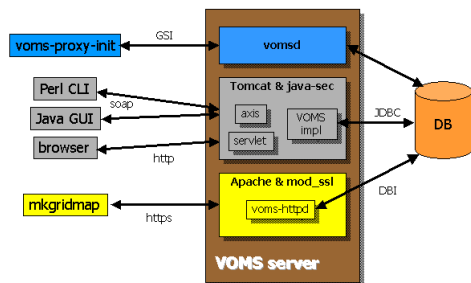 voms-proxy-init
GSI
vomsd
Perl CLI
soap
Java GUI
browser
http
Tomcat & java-sec
axis
servlet
VOMS
impl
JDBC
DB
mkgridmap
https
Apache & mod_ssl
voms-httpd
DBI
VOMS server